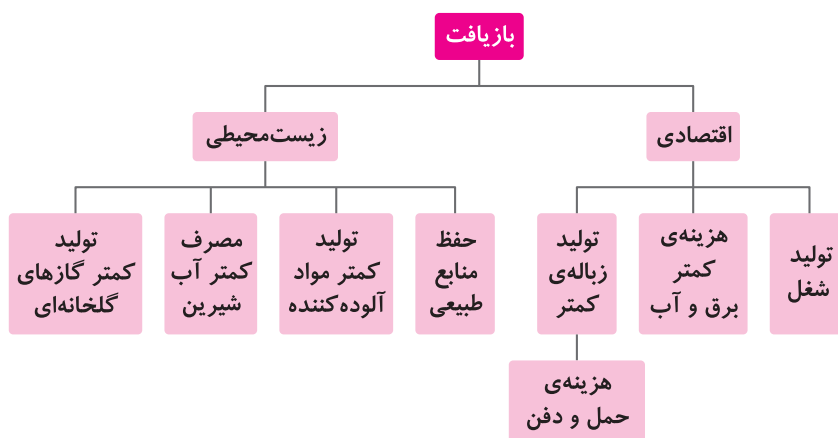 بازیافت
اقتصادی
زیست‌محیطی
تولید
شغل
هزینه‌ی
کمتر
برق و آب
تولید
زباله‌ی
کمتر
هزینه‌ی
حمل و دفن
حفظ
منابع
طبیعی
تولید
کمتر مواد
آلوده‌کننده
مصرف
کمتر آب
شیرین
تولید
کمتر گازهای
گلخانه‌ای